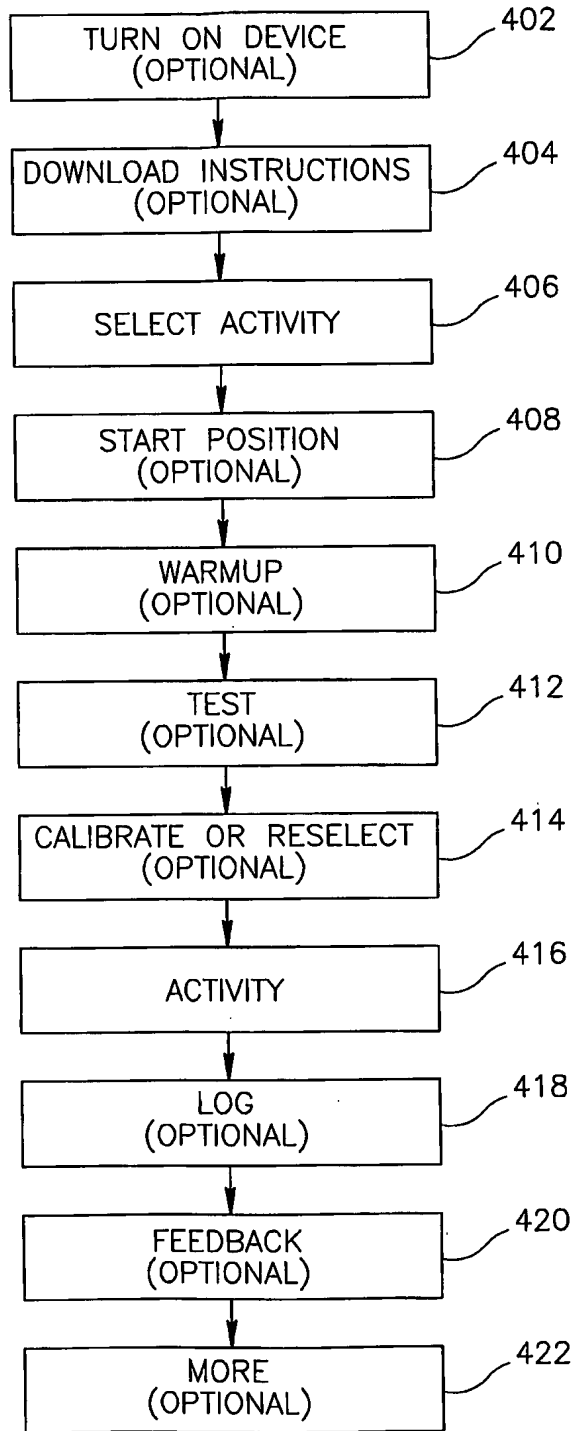 402
TURN ON DEVICE
(OPTIONAL)
404
DOWNLOAD INSTRUCTIONS
(OPTIONAL)
406
SELECT ACTIVITY
408
START POSITION
(OPTIONAL)
410
WARMUP
(OPTIONAL)
412
TEST
(OPTIONAL)
414
CALIBRATE OR RESELECT
(OPTIONAL)
416
ACTIVITY
418
LOG
(OPTIONAL)
420
FEEDBACK
(OPTIONAL)
422
MORE
(OPTIONAL)